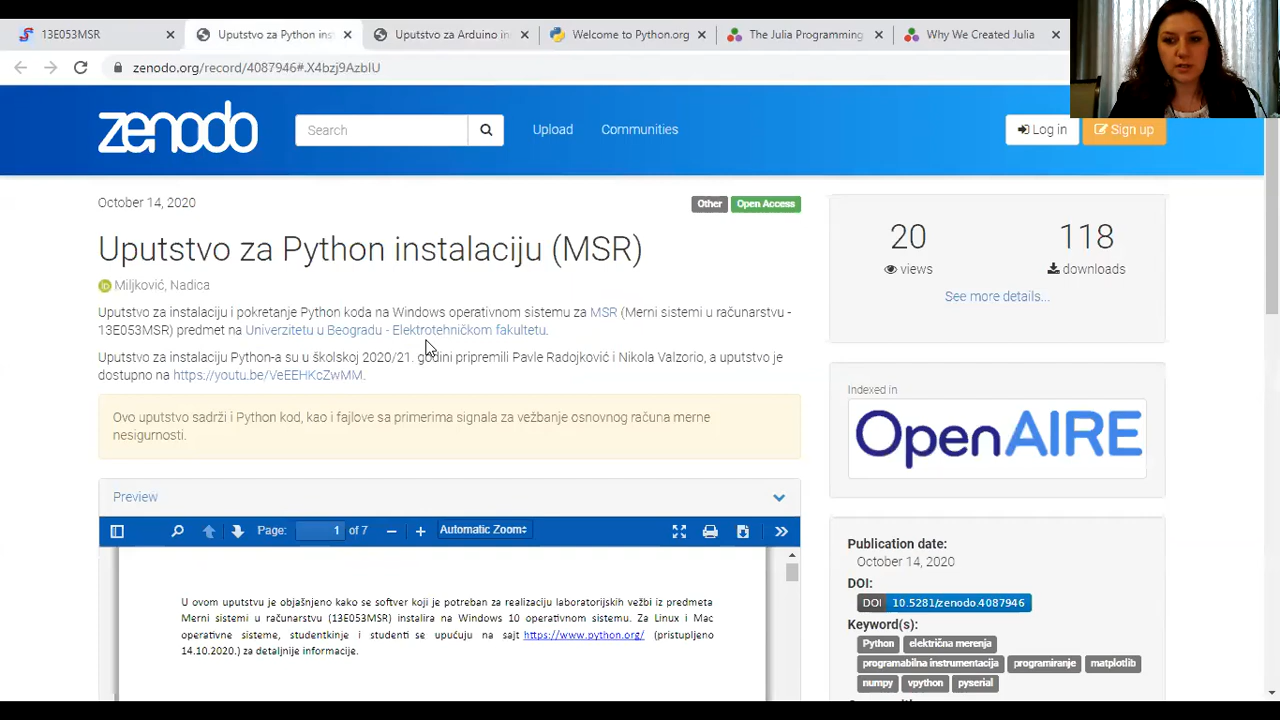 13E053MSR
Uputstvo za Python ins
Uputstvo za Arduino in
Welcome to Python.org
The Julia Programming
Why We Created Julia
zenodo.org/record/4087946#.X4bzj9AzbIU
zenodo
Search
Upload
Communities
Log in
Sign up
October 14, 2020
Other
Open Access
Uputstvo za Python instalaciju (MSR)
iD Miljković, Nadica
Uputstvo za instalaciju i pokretanje Python koda na Windows operativnom sistemu za MSR (Merni sistemi u računarstvu -
13E053MSR) predmet na Univerzitetu u Beogradu - Elektrotehničkom fakultetu.
Uputstvo za instalaciju Python-a su u školskoj 2020/21. godini pripremili Pavle Radojković i Nikola Valzorio, a uputstvo je
dostupno na https://youtu.be/VeEEHKcZwMM.
Ovo uputstvo sadrži i Python kod, kao i fajlove sa primerima signala za vežbanje osnovnog računa merne
nesigurnosti.
Preview
Page: 1 of 7
Automatic Zoom
U ovom uputstvu je objašnjeno kako se softver koji je potreban za realizaciju laboratorijskih vežbi iz predmeta
Merni sistemi u računarstvu (13E053MSR) instalira na Windows 10 operativnom sistemu. Za Linux i Mac
operativne sisteme, studentkinje i studenti se upućuju na sajt https://www.python.org/ (pristupljeno
14.10.2020.) za detaljnije informacije.
20
views
118
downloads
See more details...
Indexed in
OpenAIRE
Publication date:
October 14, 2020
DOI:
DOI 10.5281/zenodo.4087946
Keyword(s):
Python električna merenja
programabilna instrumentacija programiranje matplotlib
numpy vpython pyserial